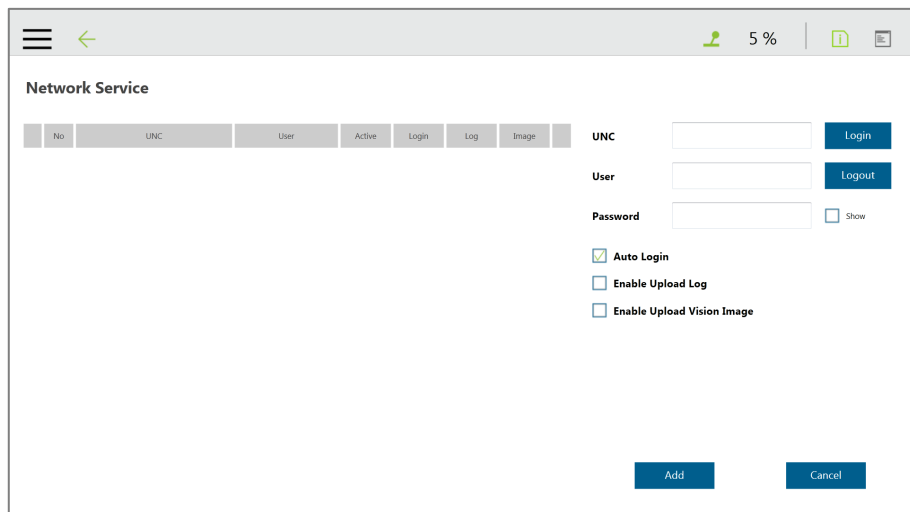 5 %
Network Service
No UNC User Active Login Log Image
UNC Login
User Logout
Password Show
Auto Login
Enable Upload Log
Enable Upload Vision Image
Add Cancel